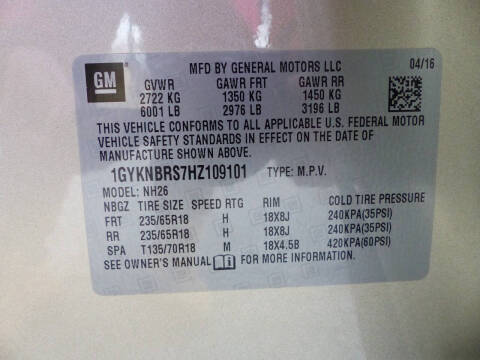 GM
MFD BY GENERAL MOTORS LLC 04/16
GVWR GAWR FRT GAWR RR
2722 KG 1350 KG 1450 KG
6001 LB 2976 LB 3196 LB
THIS VEHICLE CONFORMS TO ALL APPLICABLE U.S. FEDERAL MOTOR
VEHICLE SAFETY STANDARDS IN EFFECT ON THE DATE OF
MANUFACTURE SHOWN ABOVE.
1GYKNBRS7HZ109101 TYPE: M.P.V.
MODEL: NH26
NBGZ TIRE SIZE SPEED RTG RIM COLD TIRE PRESSURE
FRT 235/65R18 H 18X8J 240KPA(35PSI)
RR 235/65R18 H 18X8J 240KPA(35PSI)
SPA T135/70R18 M 18X4.5B 420KPA(60PSI)
SEE OWNER'S MANUAL FOR MORE INFORMATION.